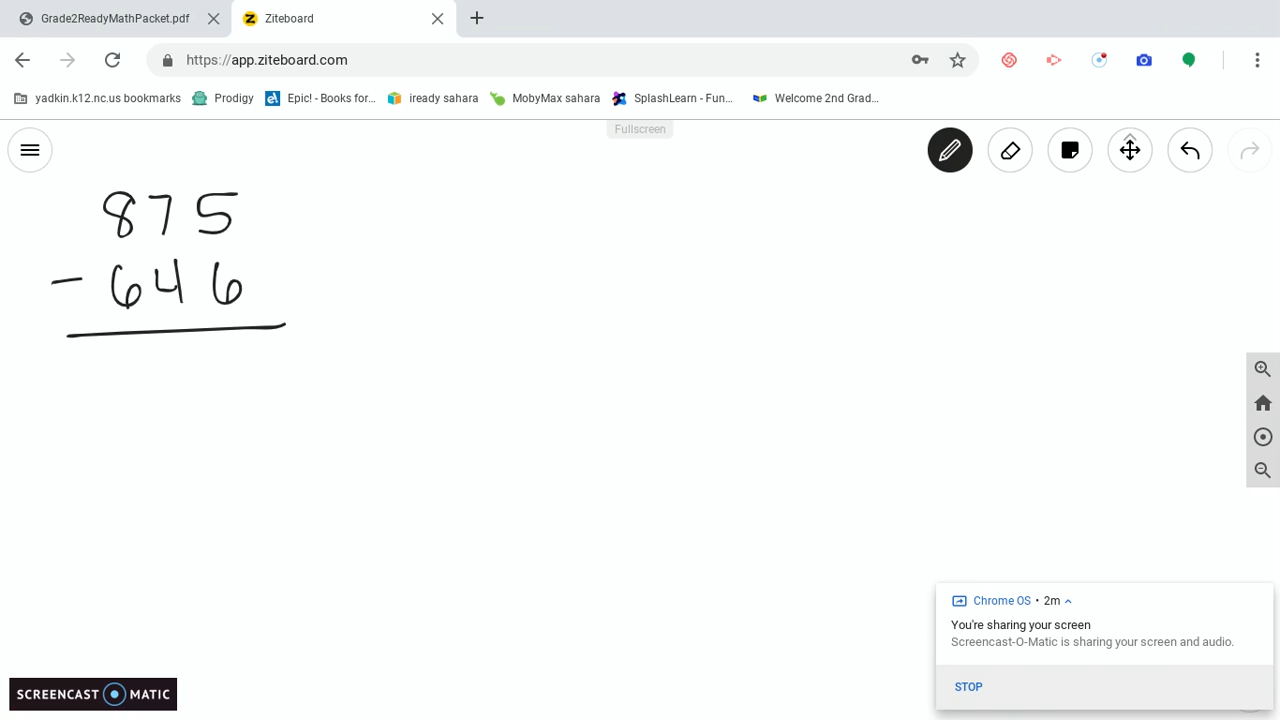 Grade2ReadyMathPacket.pdf
Ziteboard
https://app.ziteboard.com
yadkin.k12.nc.us bookmarks
Prodigy
Epic! - Books for...
iready sahara
MobyMax sahara
SplashLearn - Fun...
Welcome 2nd Grad...
Fullscreen
875
- 646
Chrome OS • 2m
You're sharing your screen
Screencast-O-Matic is sharing your screen and audio.
STOP
SCREENCAST MATIC